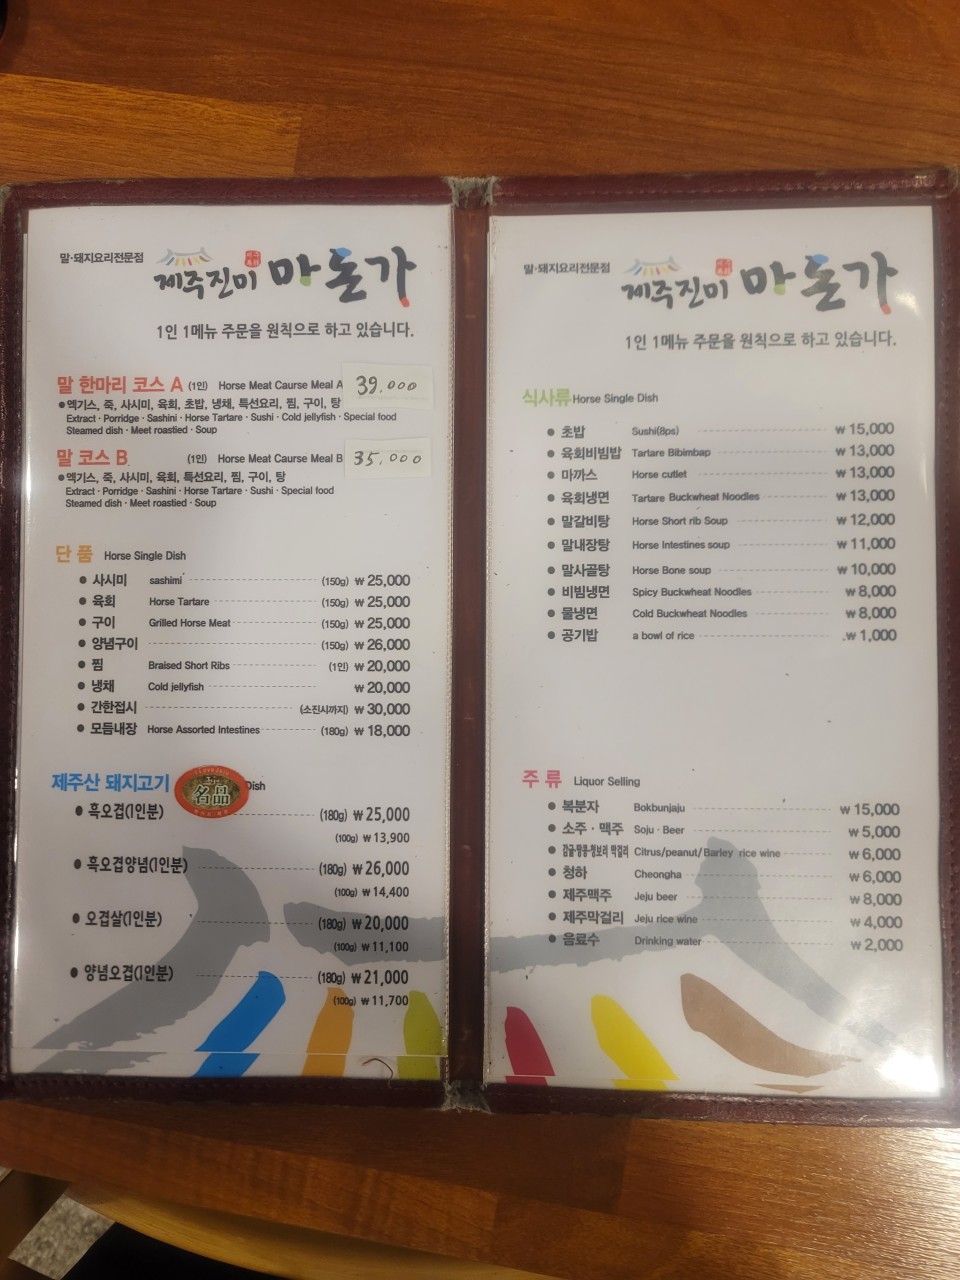 말·돼지요리전문점
제주진미 마돈가
1인 1메뉴 주문을 원칙으로 하고 있습니다.
말 한마리 코스 A (1인) Horse Meat Caurse Meal A 39.000
●엑기스, 죽, 사시미, 육회, 초밥, 냉채, 특선요리, 찜, 구이, 탕
Extract · Porridge · Sashini · Horse Tartare · Sushi · Cold jellyfish · Special food
Steamed dish · Meet roastied · Soup
말 코스 B (1인) Horse Meat Caurse Meal B 35,000
●엑기스, 죽, 사시미, 육회, 특선요리, 찜, 구이, 탕
Extract · Porridge · Sashini · Horse Tartare · Sushi · Special food
Steamed dish · Meet roastied · Soup
단 품 Horse Single Dish
● 사시미 sashimi (150g) ₩ 25,000
● 육회 Horse Tartare (150g) ₩ 25,000
● 구이 Grilled Horse Meat (150g) ₩ 25,000
● 양념구이 (150g) ₩ 26,000
● 찜 Braised Short Ribs (1인) ₩ 20,000
● 냉채 Cold jellyfish ₩ 20,000
● 간한접시 (소진시까지) ₩ 30,000
● 모듬내장 Horse Assorted Intestines (180g) ₩ 18,000
제주산 돼지고기 名品 Dish
● 흑오겹(1인분) (180g) ₩ 25,000
(100g) ₩ 13,900
● 흑오겹양념(1인분) (180g) ₩ 26,000
(100g) ₩ 14,400
● 오겹살(1인분) (180g) ₩ 20,000
(100g) ₩ 11,100
● 양념오겹(1인분) (180g) ₩ 21,000
(100g) ₩ 11,700
말·돼지요리전문점
제주진미 마돈가
1인 1메뉴 주문을 원칙으로 하고 있습니다.
식사류 Horse Single Dish
● 초밥 Sushi(8ps) ₩ 15,000
● 육회비빔밥 Tartare Bibimbap ₩ 13,000
● 마까스 Horse cutlet ₩ 13,000
● 육회냉면 Tartare Buckwheat Noodles ₩ 13,000
● 말갈비탕 Horse Short rib Soup ₩ 12,000
● 말내장탕 Horse Intestines soup ₩ 11,000
● 말사골탕 Horse Bone soup ₩ 10,000
● 비빔냉면 Spicy Buckwheat Noodles ₩ 8,000
● 물냉면 Cold Buckwheat Noodles ₩ 8,000
● 공기밥 a bowl of rice ₩ 1,000
주 류 Liquor Selling
● 복분자 Bokbunjaju ₩ 15,000
● 소주 · 맥주 Soju · Beer ₩ 5,000
● 감귤·땅콩·청보리 막걸리 Citrus/peanut/Barley rice wine ₩ 6,000
● 청하 Cheongha ₩ 6,000
● 제주맥주 Jeju beer ₩ 8,000
● 제주막걸리 Jeju rice wine ₩ 4,000
● 음료수 Drinking water ₩ 2,000